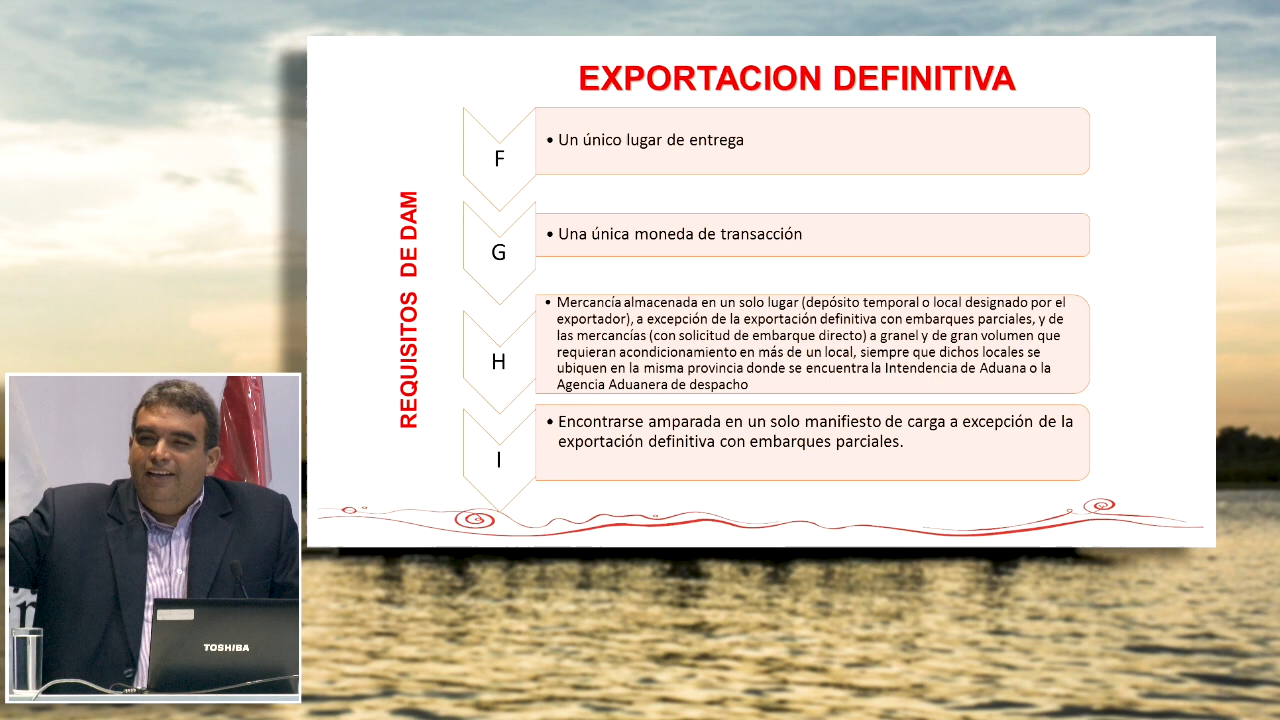 EXPORTACION DEFINITIVA
REQUISITOS DE DAM
F
• Un único lugar de entrega
G
• Una única moneda de transacción
H
• Mercancía almacenada en un solo lugar (depósito temporal o local designado por el
exportador), a excepción de la exportación definitiva con embarques parciales, y de
las mercancías (con solicitud de embarque directo) a granel y de gran volumen que
requieran acondicionamiento en más de un local, siempre que dichos locales se
ubiquen en la misma provincia donde se encuentra la Intendencia de Aduana o la
Agencia Aduanera de despacho
I
• Encontrarse amparada en un solo manifiesto de carga a excepción de la
exportación definitiva con embarques parciales.
TOSHIBA